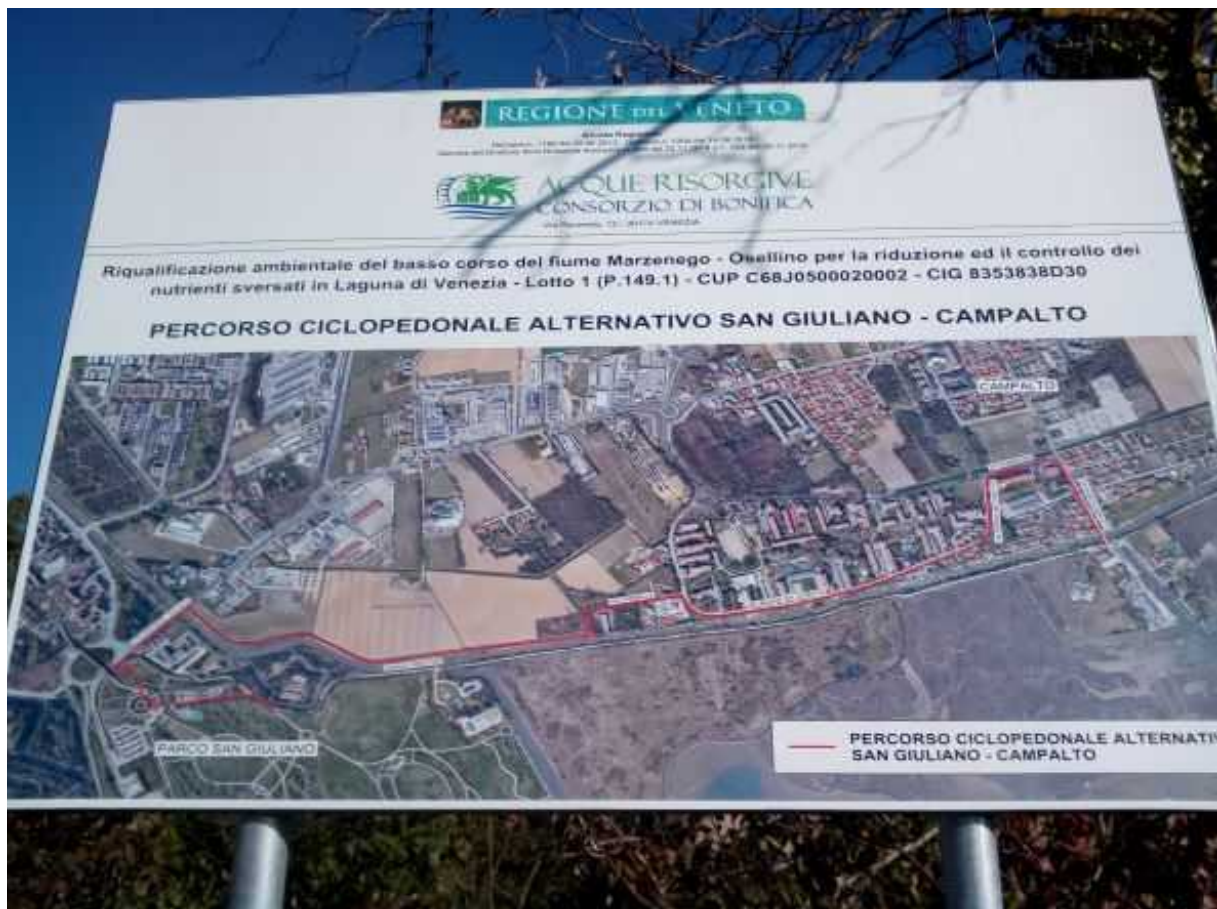 REGIONE DEL VENETO
ACQUE RISORGIVE
CONSORZIO DI BONIFICA
Riqualificazione ambientale del basso corso del fiume Marzenego - Osellino per la riduzione ed il controllo dei
nutrienti sversati in Laguna di Venezia - Lotto 1 (P.149.1) - CUP C68J0500020002 - CIG 8353838D30
PERCORSO CICLOPEDONALE ALTERNATIVO SAN GIULIANO - CAMPALTO
CAMPALTO
PARCO SAN GIULIANO
PERCORSO CICLOPEDONALE ALTERNATIV
SAN GIULIANO - CAMPALTO